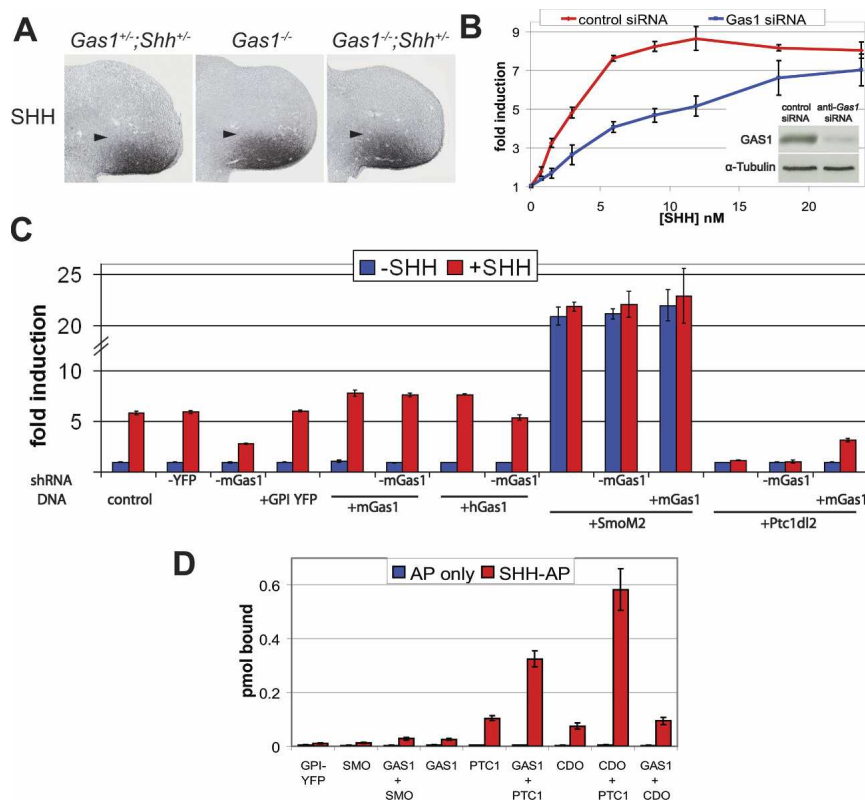 A
Gas1+/-;Shh+/-
Gas1-/-
Gas1-/-;Shh+/-
SHH
B
control siRNA
Gas1 siRNA
fold induction
9
7
5
3
1
0
5
10
15
20
[SHH] nM
control siRNA
anti-Gas1 siRNA
GAS1
α-Tubulin
C
-SHH
+SHH
fold induction
25
20
10
5
shRNA
-YFP
-mGas1
-mGas1
-mGas1
-mGas1
-mGas1
DNA
control
+GPI YFP
+mGas1
+hGas1
+mGas1
+mGas1
+SmoM2
+Ptc1dl2
D
AP only
SHH-AP
pmol bound
0.6
0.4
0.2
0
GPI-YFP
SMO
GAS1 + SMO
GAS1
PTC1
GAS1 + PTC1
CDO
CDO + PTC1
GAS1 + CDO